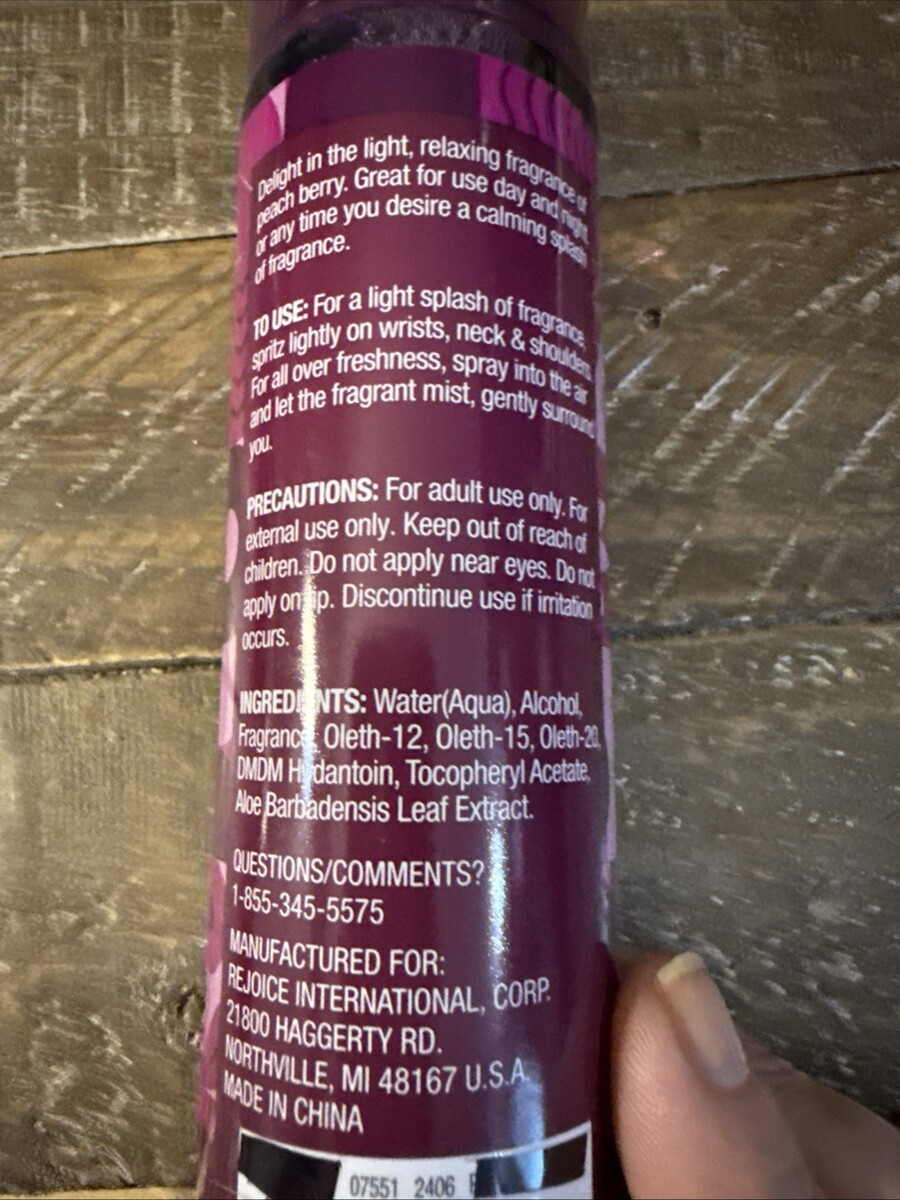 Delight in the light, relaxing fragrance of
peach berry. Great for use day and night
or any time you desire a calming splash
of fragrance.
TO USE: For a light splash of fragrance,
spritz lightly on wrists, neck & shoulders.
For all over freshness, spray into the air
and let the fragrant mist, gently surround
you.
PRECAUTIONS: For adult use only. For
external use only. Keep out of reach of
children. Do not apply near eyes. Do not
apply on lip. Discontinue use if irritation
occurs.
INGREDIENTS: Water(Aqua), Alcohol,
Fragrance, Oleth-12, Oleth-15, Oleth-20,
DMDM Hydantoin, Tocopheryl Acetate,
Aloe Barbadensis Leaf Extract.
QUESTIONS/COMMENTS?
1-855-345-5575
MANUFACTURED FOR:
REJOICE INTERNATIONAL, CORP.
21800 HAGGERTY RD.
NORTHVILLE, MI 48167 U.S.A.
MADE IN CHINA
07551 2406